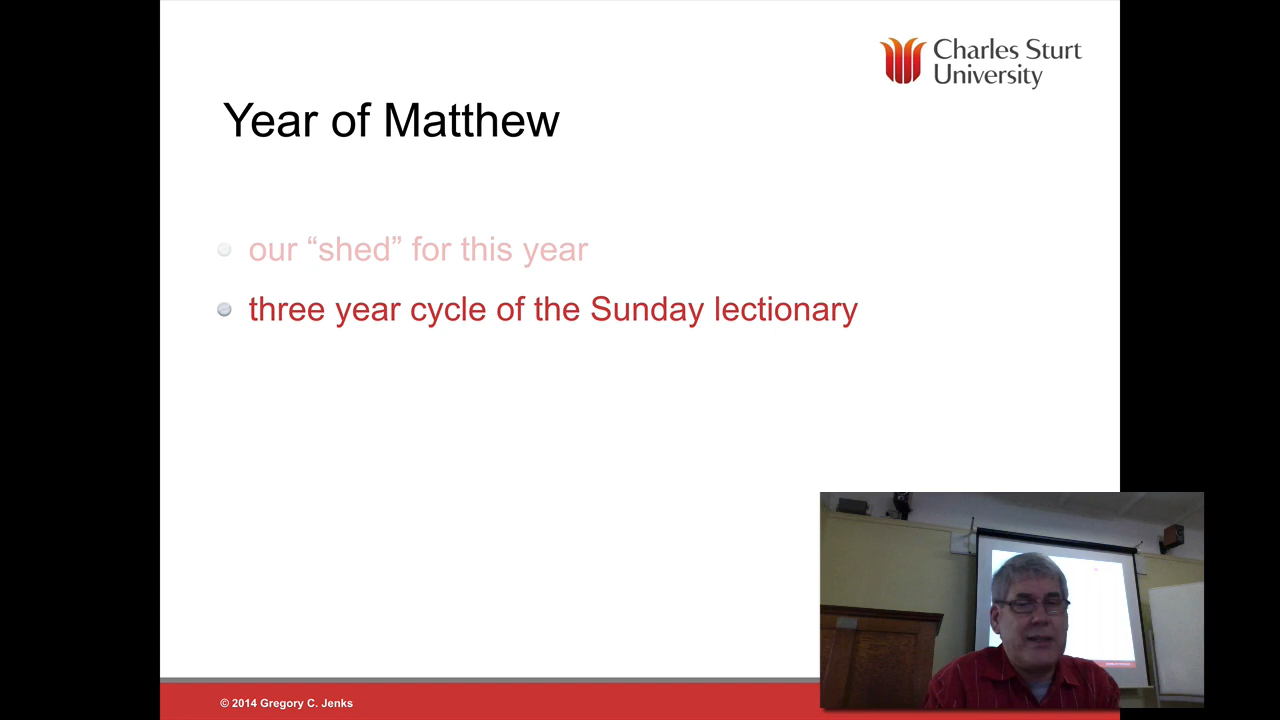 Charles Sturt
University
Year of Matthew
our “shed” for this year
three year cycle of the Sunday lectionary
© 2014 Gregory C. Jenks